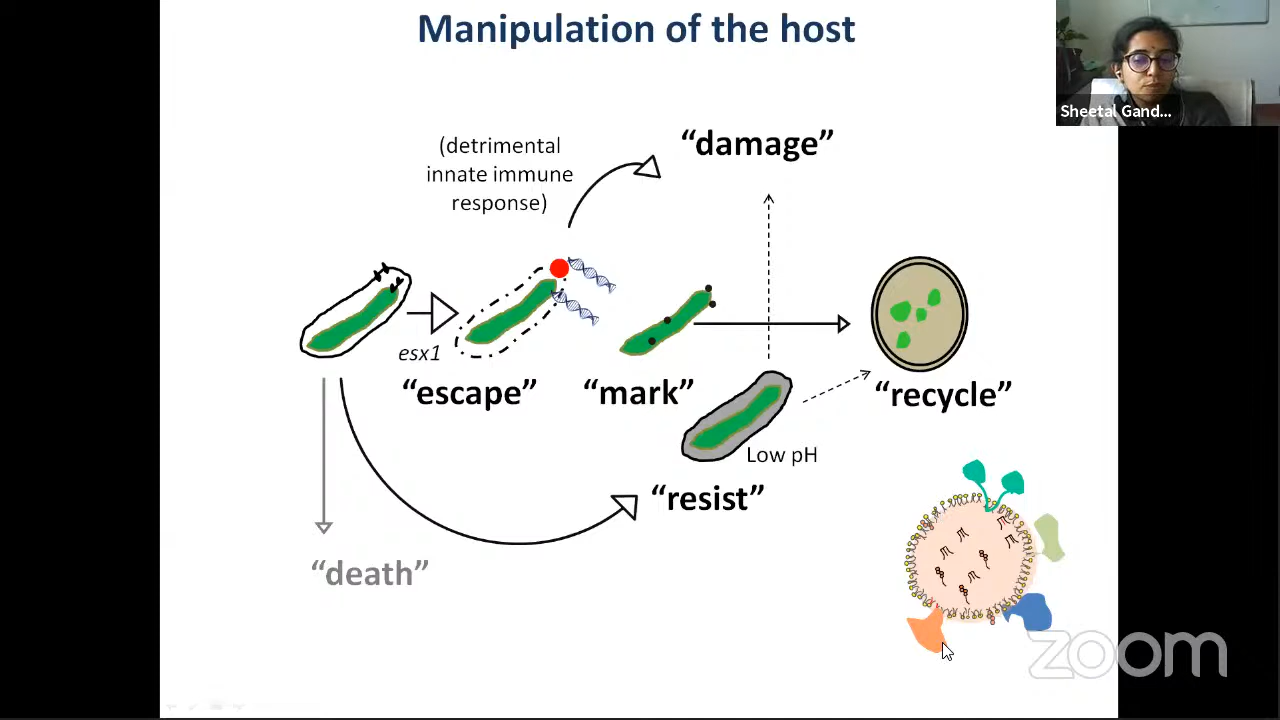 Manipulation of the host
Sheetal Gand...
(detrimental
innate immune
response)
“damage”
esx1
“escape”
“mark”
“recycle”
Low pH
“resist”
“death”
zoom